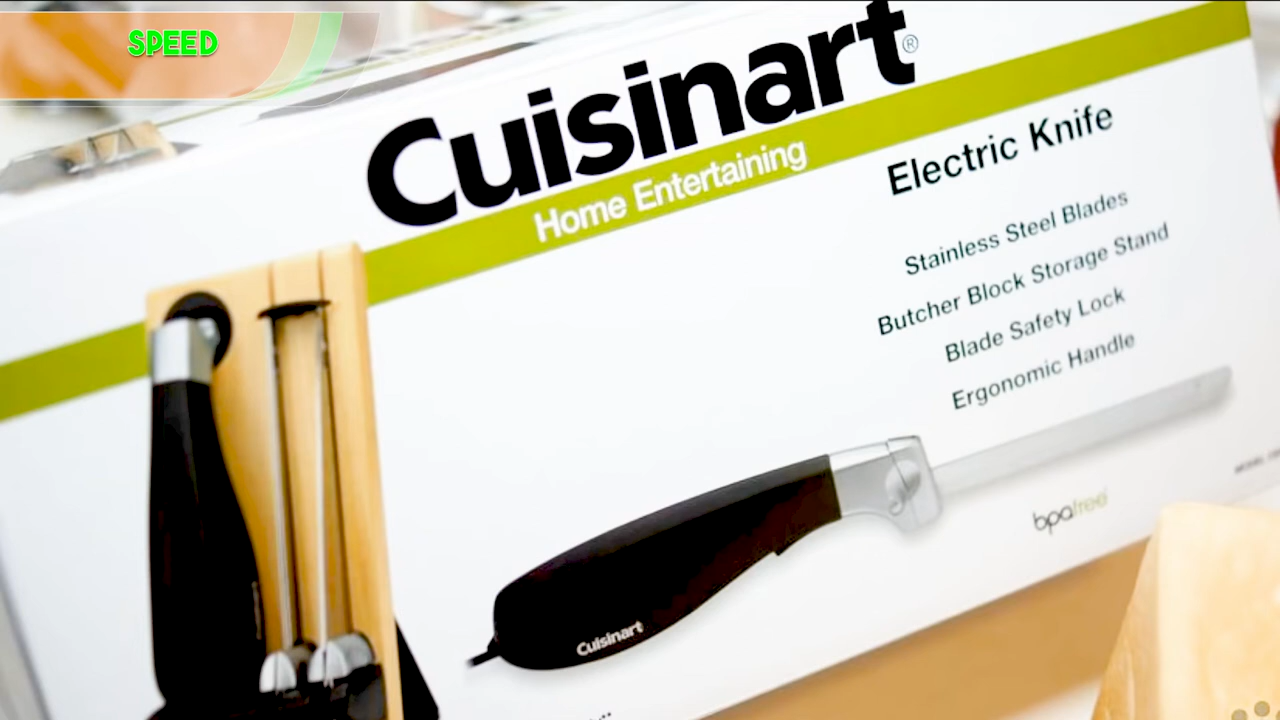 SPEED
Cuisinart®
Home Entertaining
Electric Knife
Stainless Steel Blades
Butcher Block Storage Stand
Blade Safety Lock
Ergonomic Handle
bpafree
Cuisinart